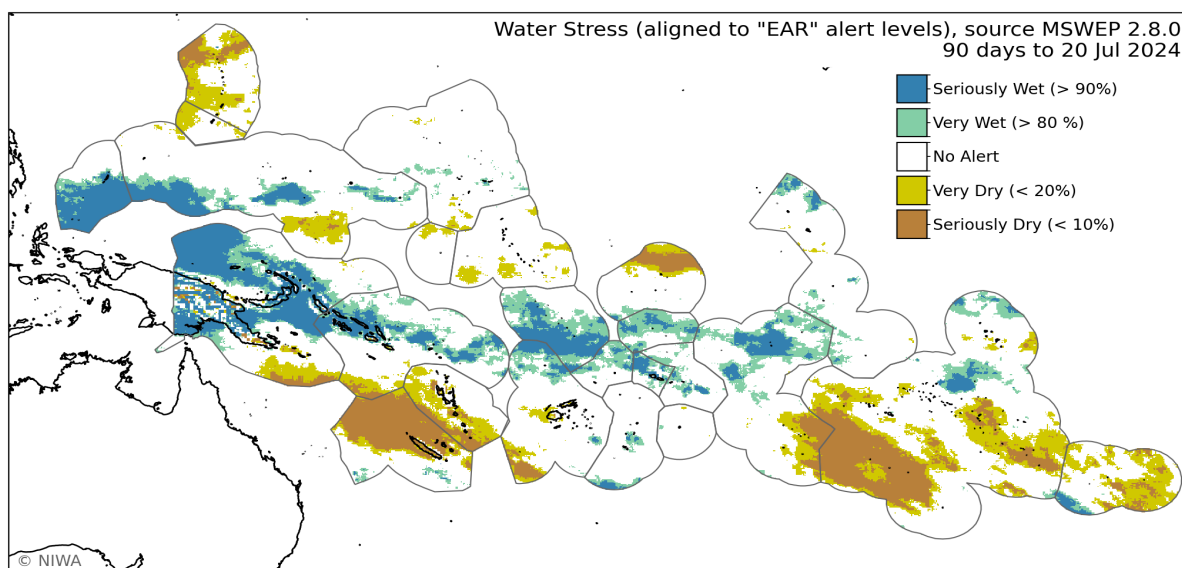 Water Stress (aligned to "EAR" alert levels), source MSWEP 2.8.0
90 days to 20 Jul 2024
Seriously Wet (> 90%)
Very Wet (> 80 %)
No Alert
Very Dry (< 20%)
Seriously Dry (< 10%)
© NIWA